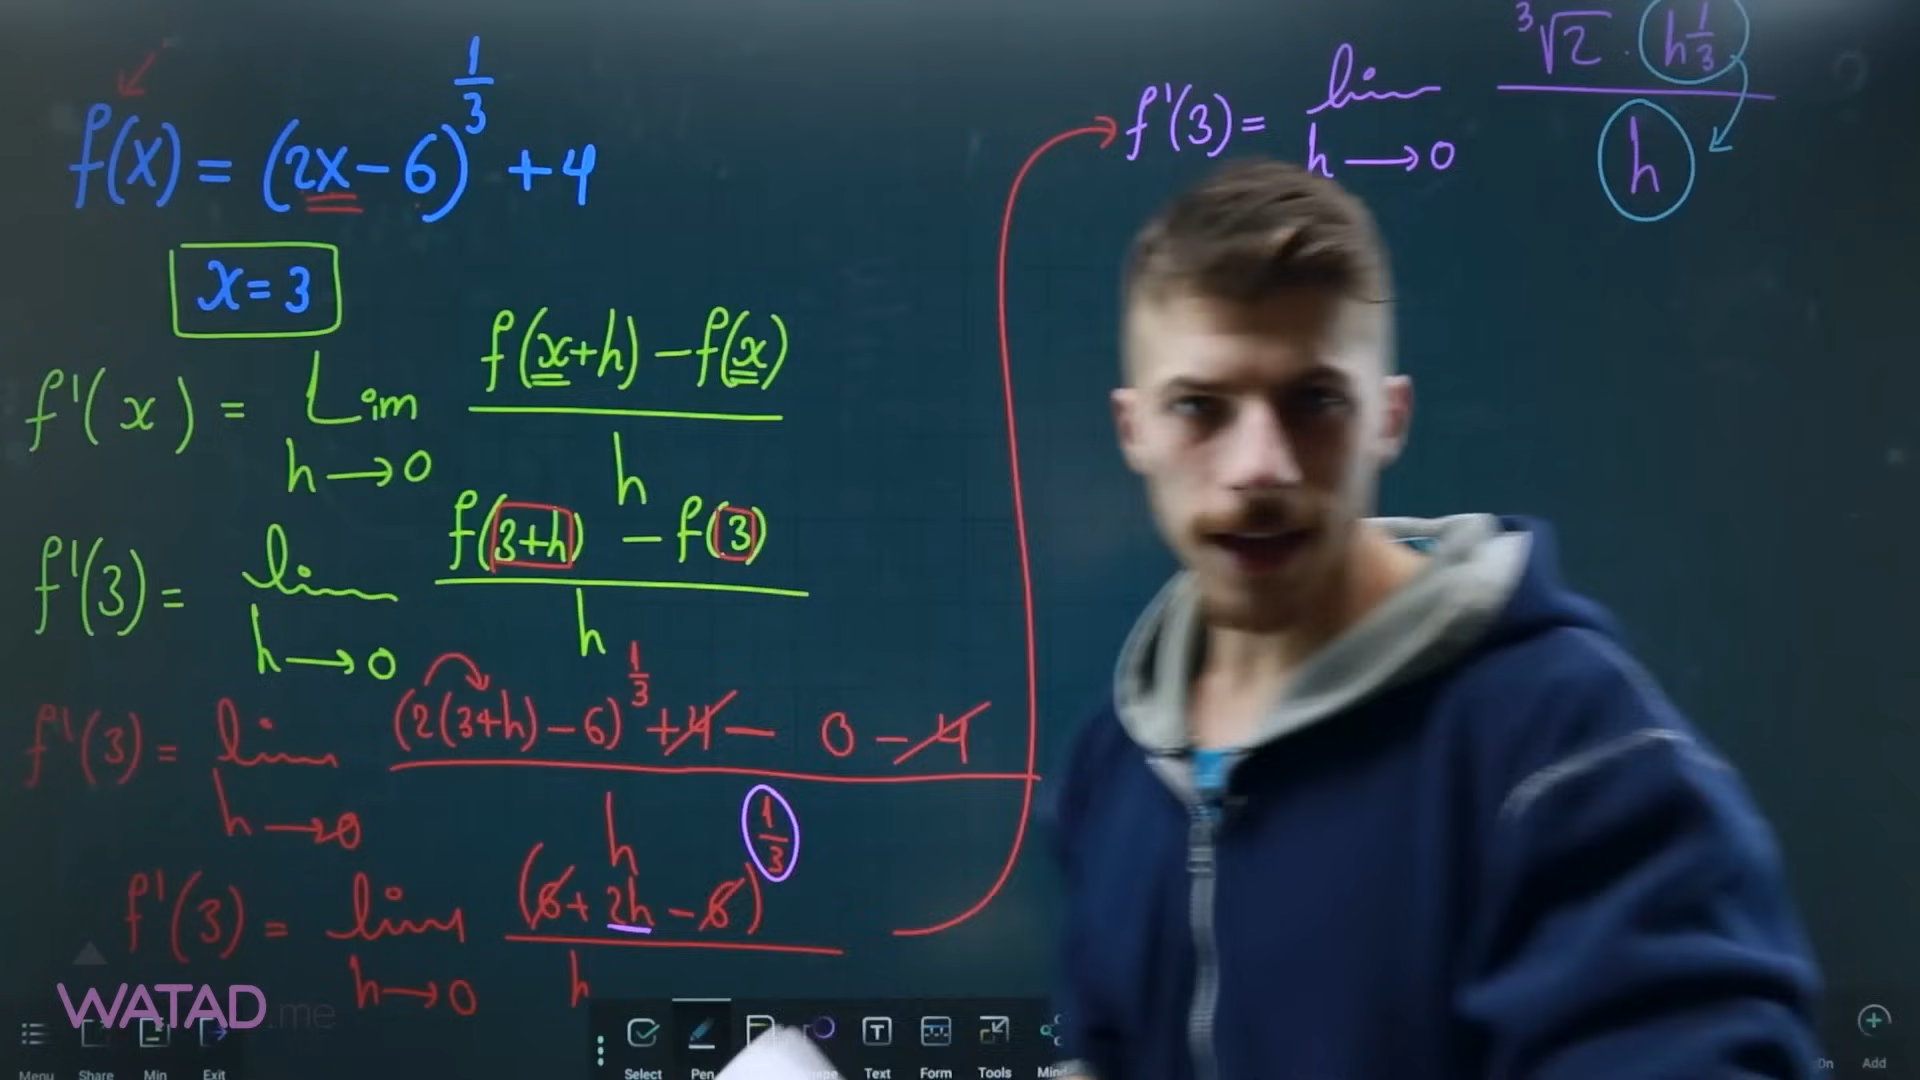 f(x) = (2x-6)^{1/3} + 4
x = 3
f'(x) = Lim h→0 f(x+h) - f(x) / h
f'(3) = lim h→0 f(3+h) - f(3) / h
f'(3) = lim h→0 (2(3+h)-6)^{1/3} +4 - 0 -4 / h
f'(3) = lim h→0 (6+2h-6)^{1/3} / h
f'(3) = lim h→0 ³√2 · h^{1/3} / h
WATAD.me
Menu Share Min Exit
Select Pen Text Form Tools Mind
Add